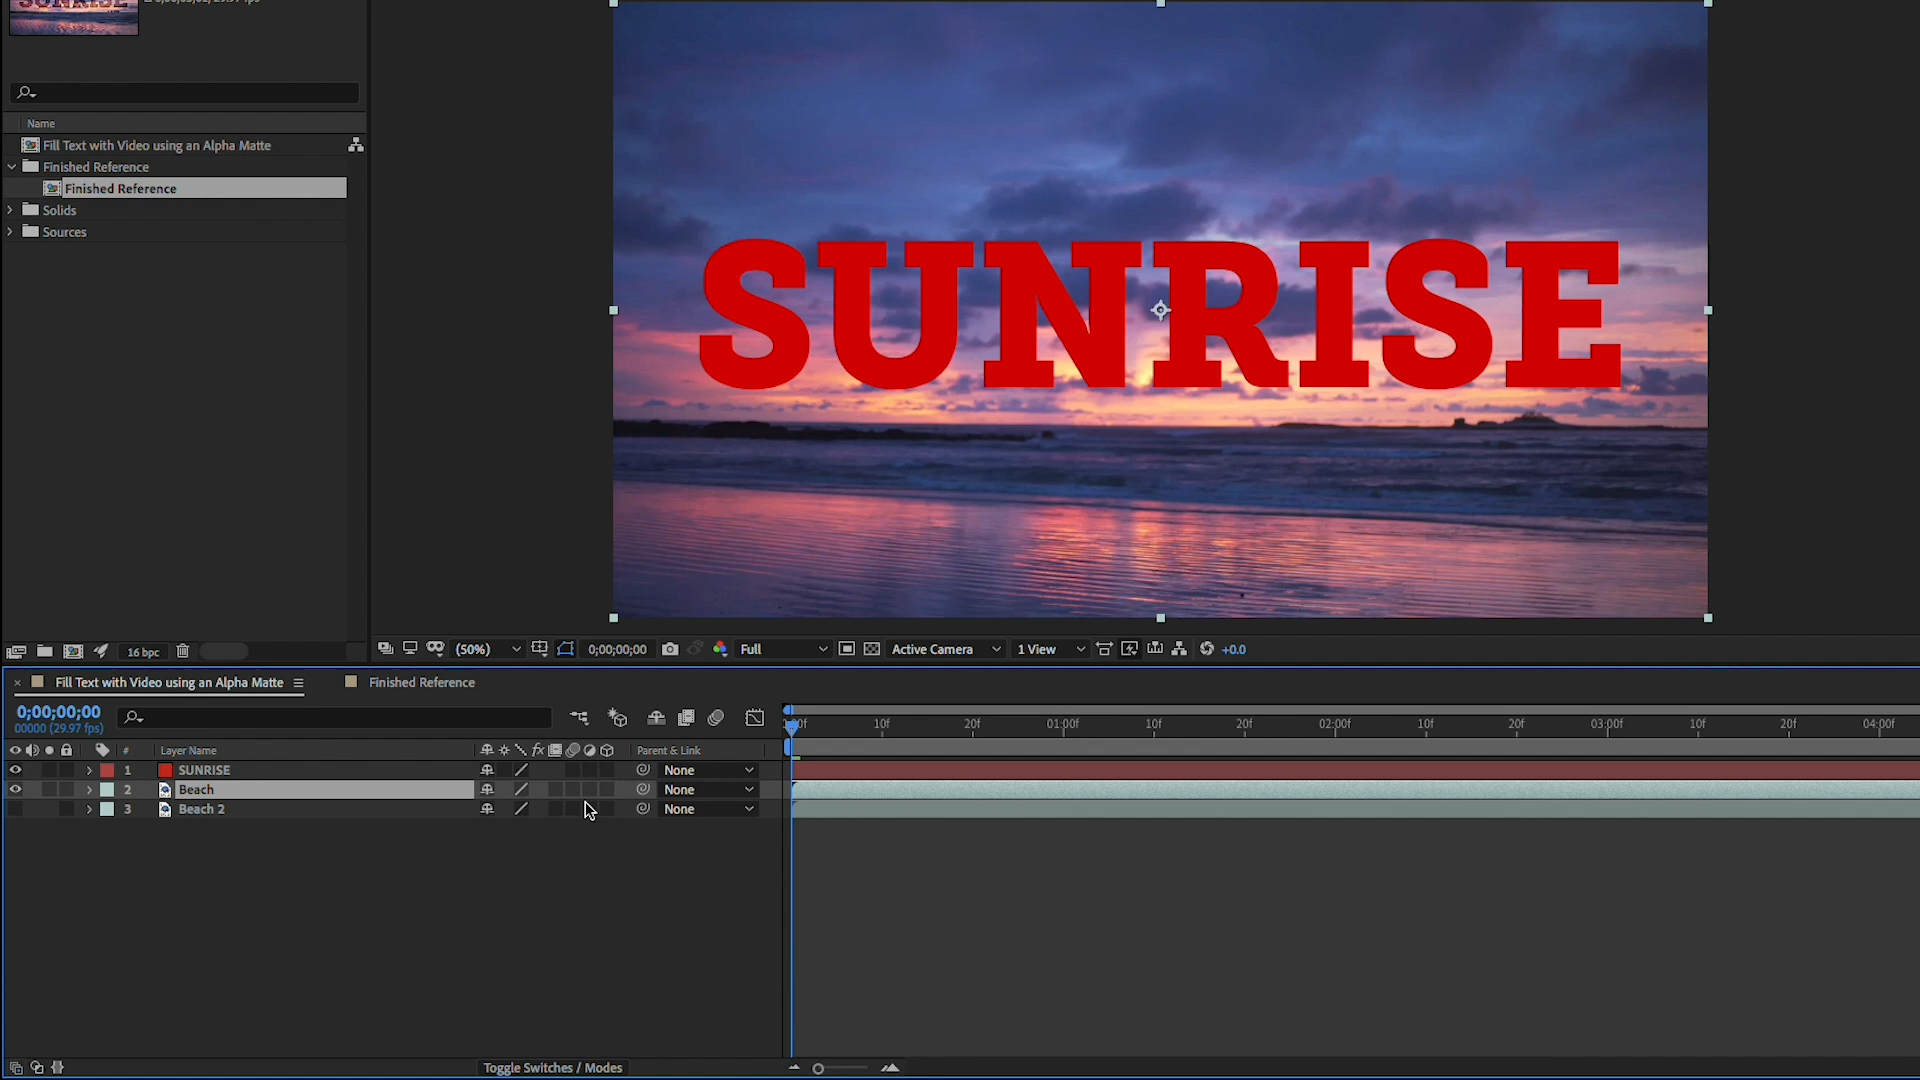 Name
Fill Text with Video using an Alpha Matte
Finished Reference
Finished Reference
Solids
Sources
SUNRISE
16 bpc
(50%)
0;00;00;00
Full
Active Camera
1 View
+0.0
Fill Text with Video using an Alpha Matte
Finished Reference
0;00;00;00
00000 (29.97 fps)
# Layer Name
fx
Parent & Link
10f 20f 01:00f 10f 20f 02:00f 10f 20f 03:00f 10f 20f 04:00f
1 SUNRISE None
2 Beach None
3 Beach 2 None
Toggle Switches / Modes